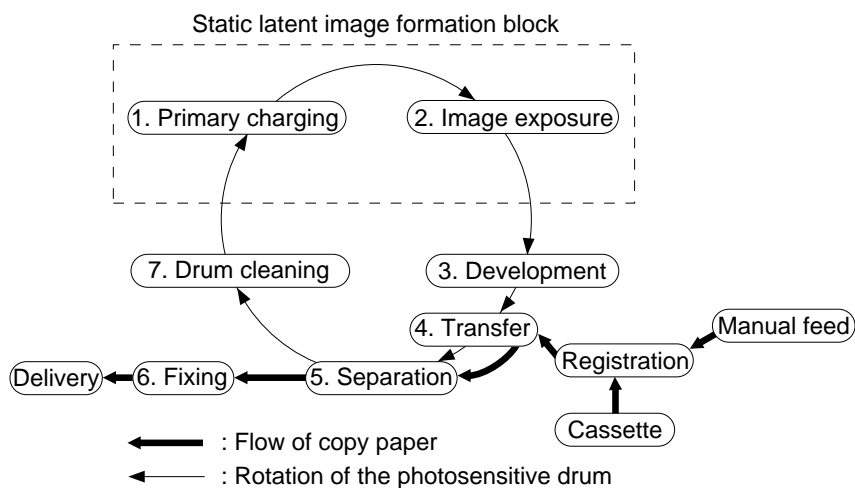 Static latent image formation block
1. Primary charging
2. Image exposure
7. Drum cleaning
3. Development
4. Transfer
Manual feed
Registration
Delivery
6. Fixing
5. Separation
Cassette
: Flow of copy paper
: Rotation of the photosensitive drum